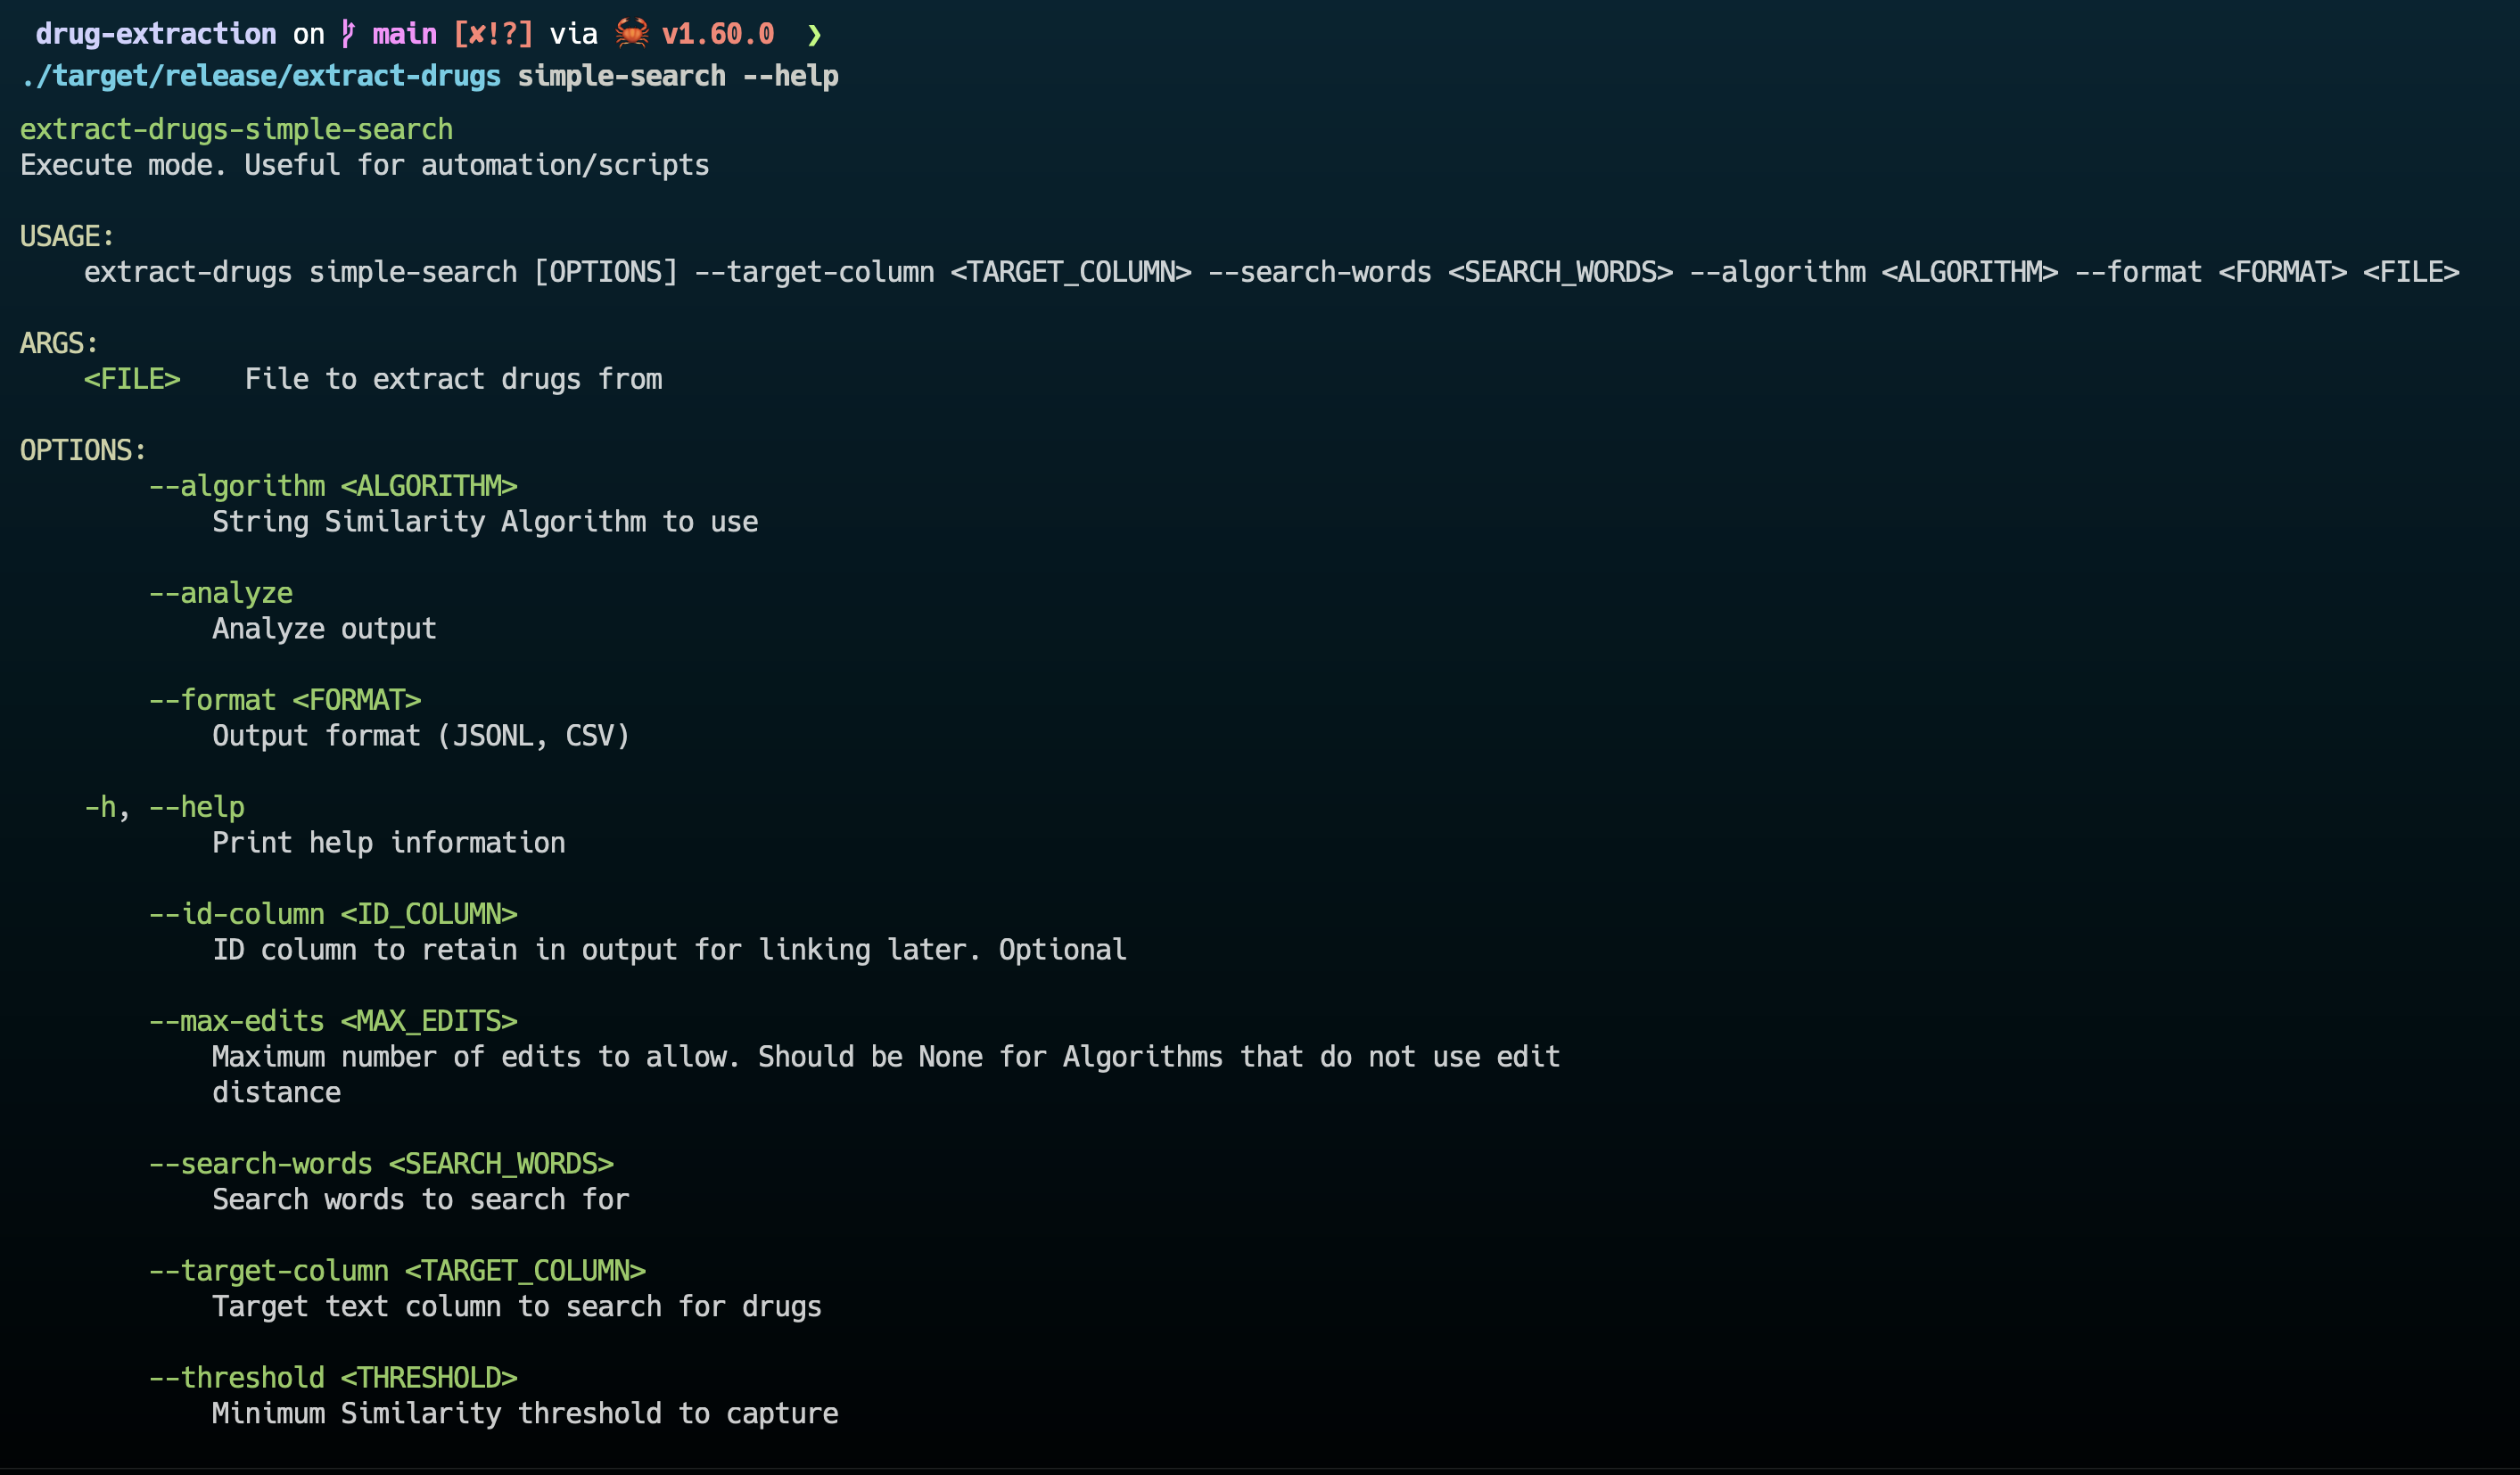 drug-extraction on main [✘!?] via 🦀 v1.60.0 ❯
./target/release/extract-drugs simple-search --help
extract-drugs-simple-search
Execute mode. Useful for automation/scripts
USAGE:
extract-drugs simple-search [OPTIONS] --target-column <TARGET_COLUMN> --search-words <SEARCH_WORDS> --algorithm <ALGORITHM> --format <FORMAT> <FILE>
ARGS:
<FILE> File to extract drugs from
OPTIONS:
--algorithm <ALGORITHM>
String Similarity Algorithm to use
--analyze
Analyze output
--format <FORMAT>
Output format (JSONL, CSV)
-h, --help
Print help information
--id-column <ID_COLUMN>
ID column to retain in output for linking later. Optional
--max-edits <MAX_EDITS>
Maximum number of edits to allow. Should be None for Algorithms that do not use edit
distance
--search-words <SEARCH_WORDS>
Search words to search for
--target-column <TARGET_COLUMN>
Target text column to search for drugs
--threshold <THRESHOLD>
Minimum Similarity threshold to capture